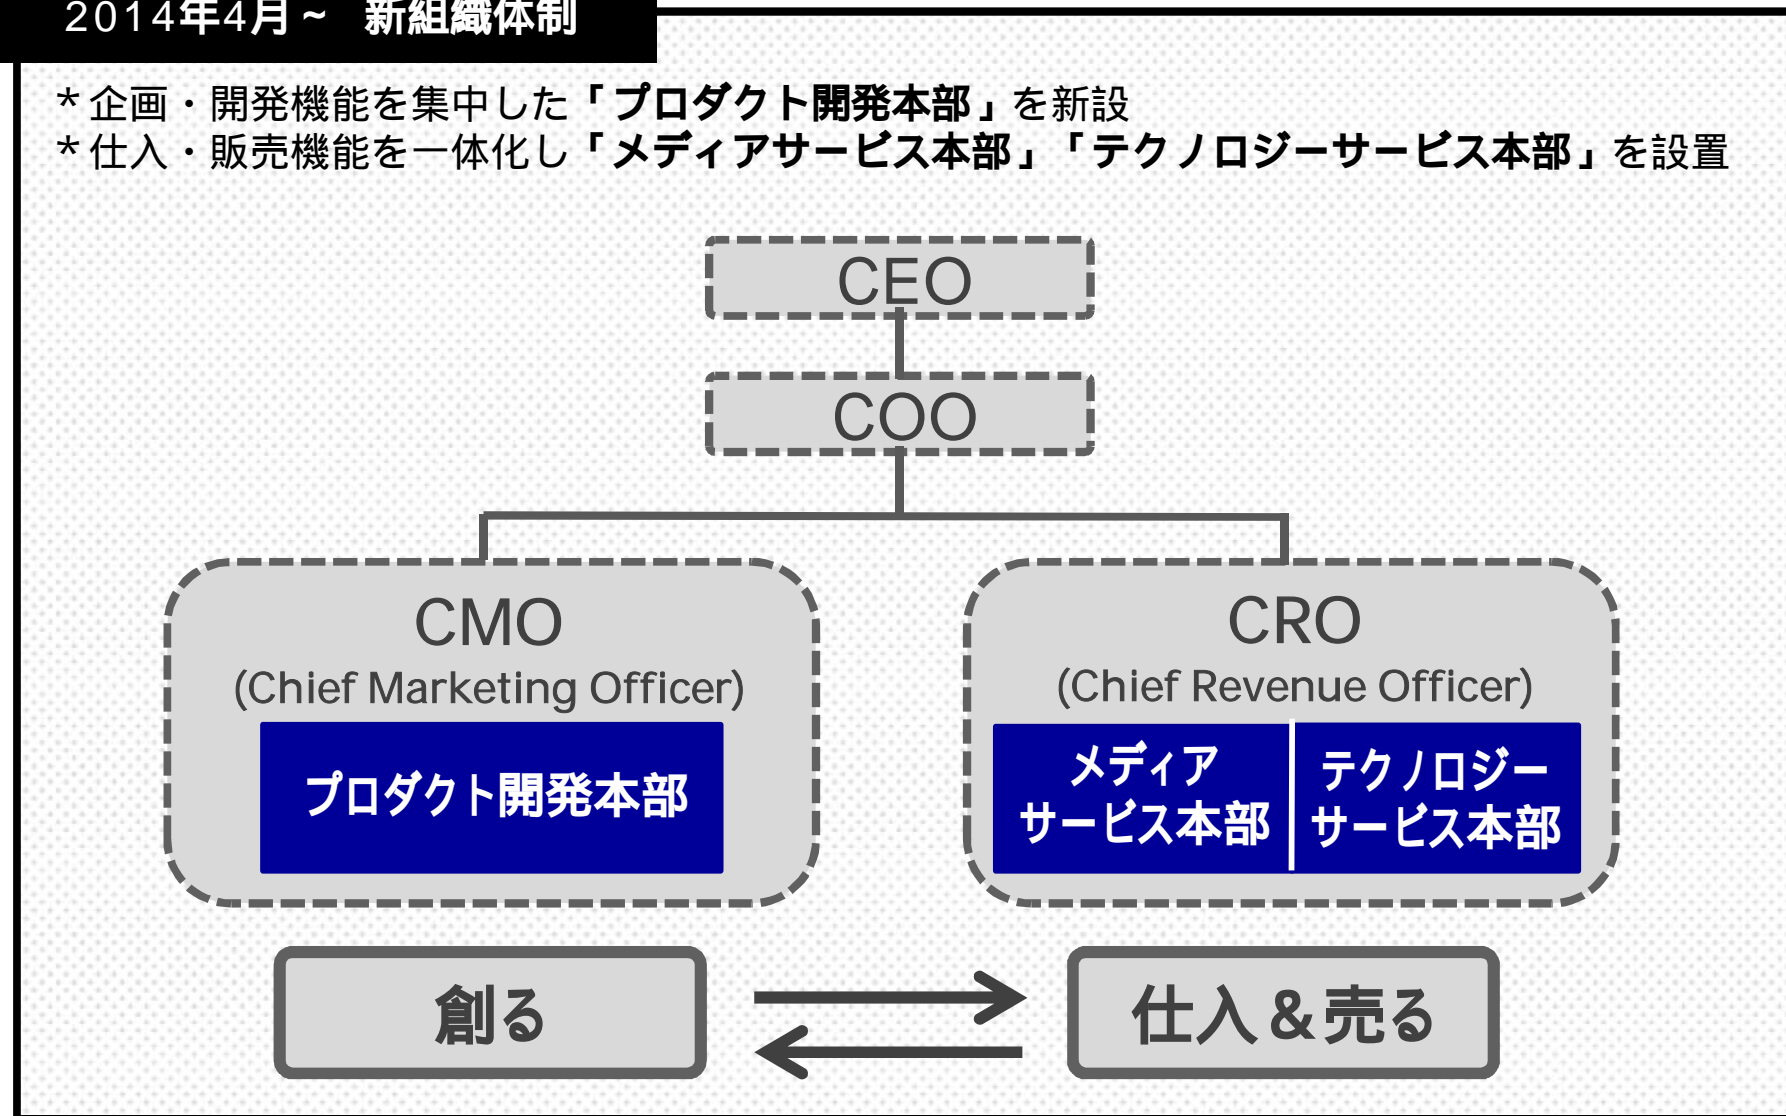 2014年4月~ 新組織体制
*企画・開発機能を集中した「プロダクト開発本部」を新設
*仕入・販売機能を一体化し「メディアサービス本部」「テクノロジーサービス本部」を設置
CEO
COO
CMO
(Chief Marketing Officer)
プロダクト開発本部
CRO
(Chief Revenue Officer)
メディア
サービス本部
テクノロジー
サービス本部
創る
仕入&売る